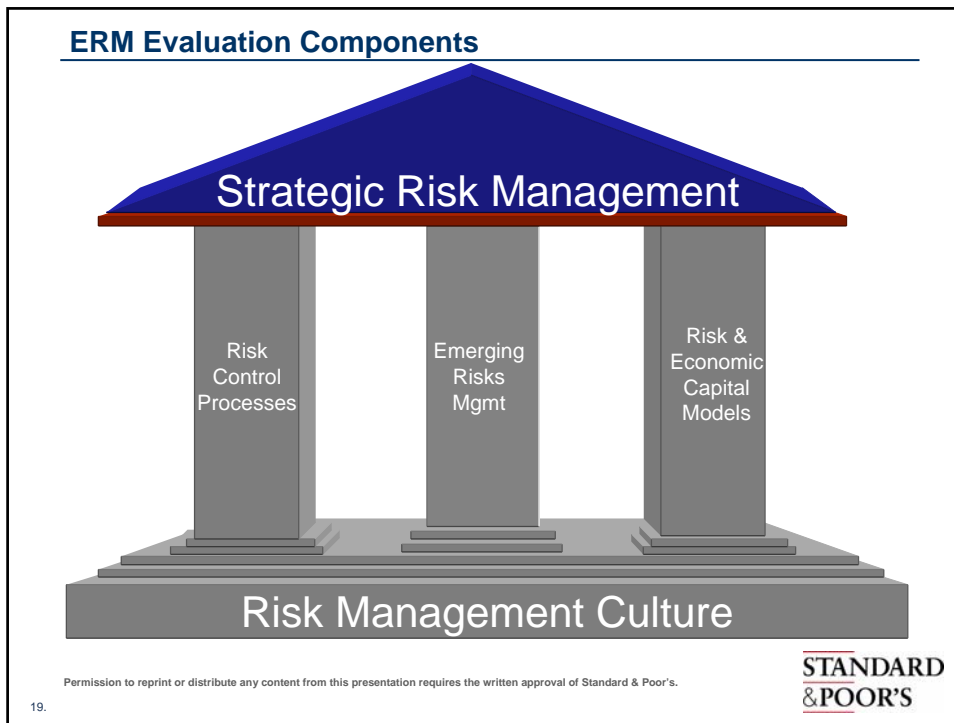 ERM Evaluation Components
Strategic Risk Management
Risk
Control
Processes
Emerging
Risks
Mgmt
Risk &
Economic
Capital
Models
Risk Management Culture
Permission to reprint or distribute any content from this presentation requires the written approval of Standard & Poor's.
STANDARD
&POOR'S
19.